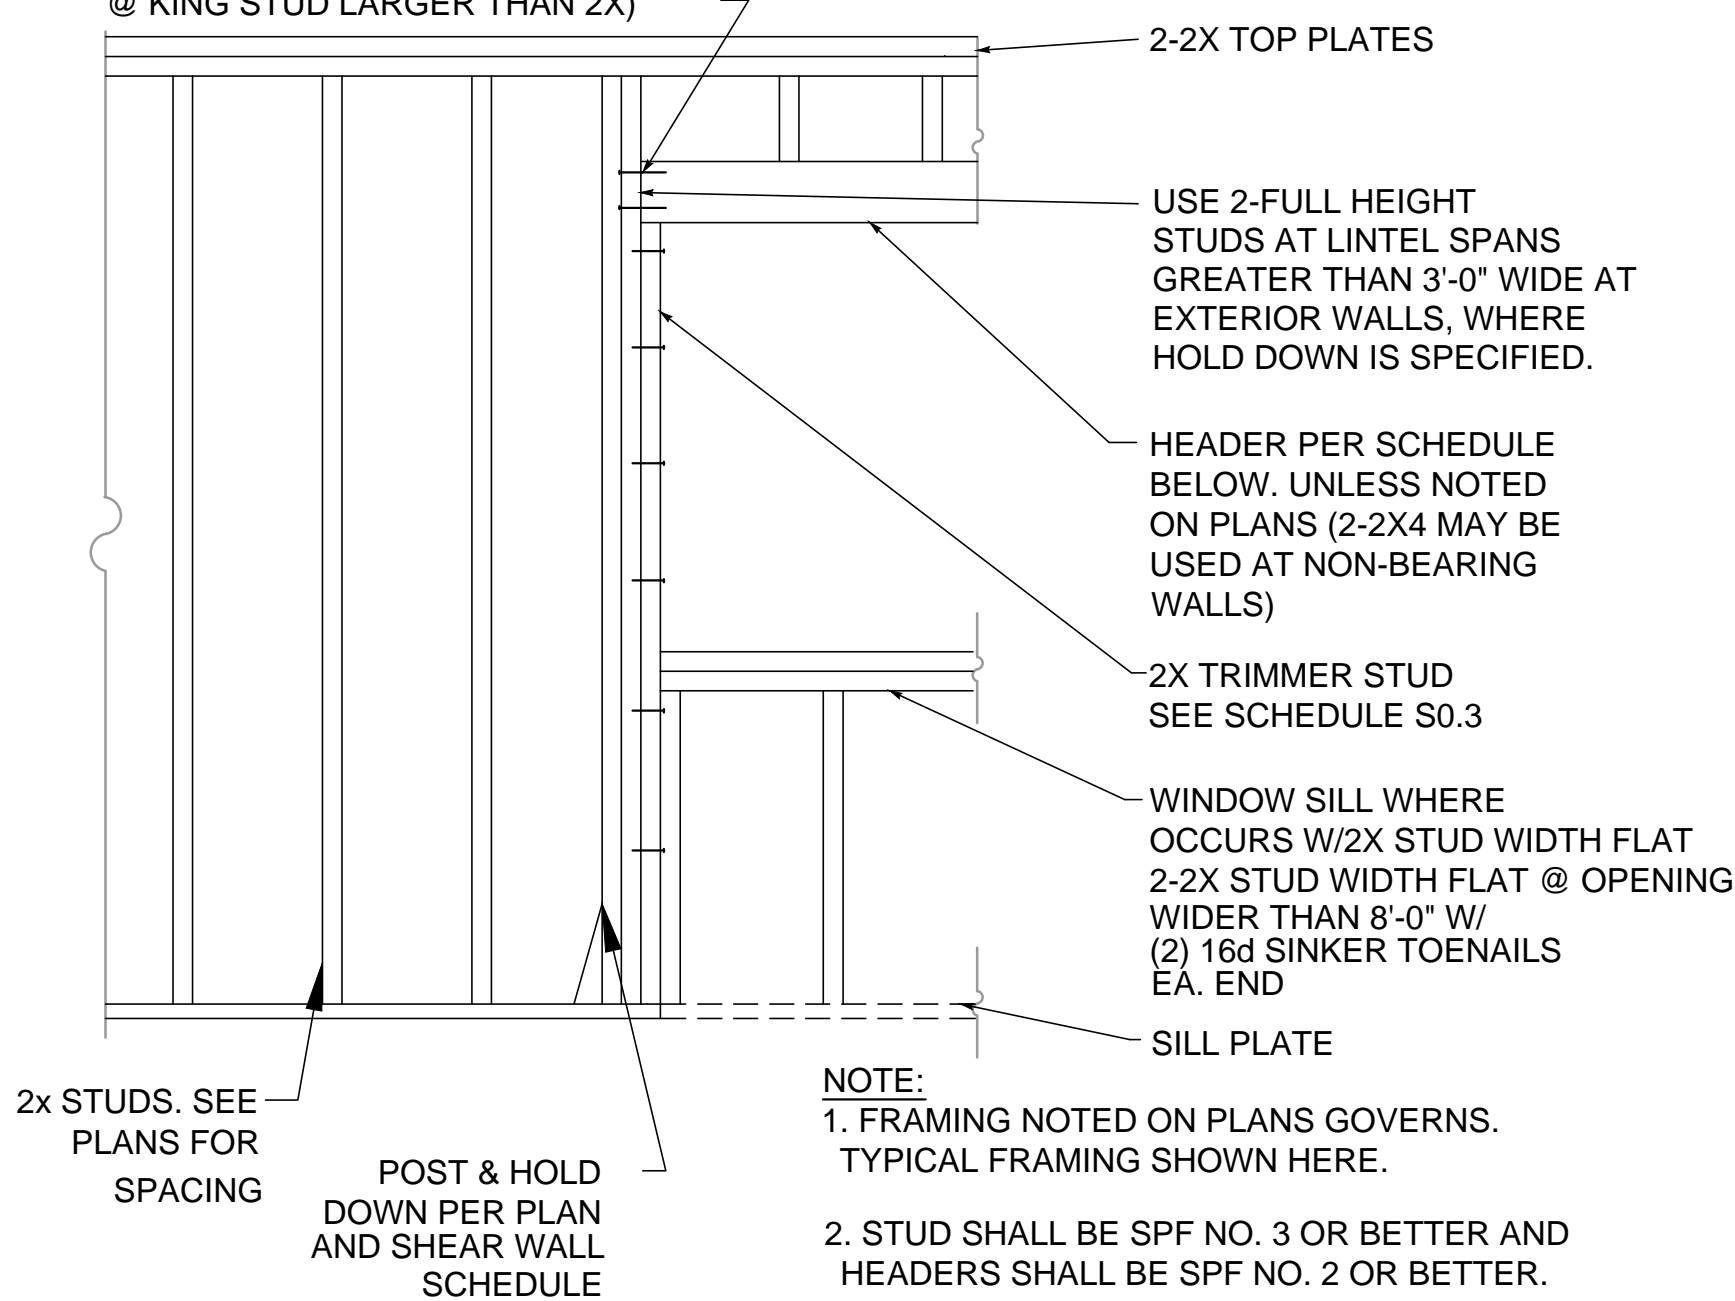 @ KING STUD LARGER THAN 2X)
2-2X TOP PLATES
USE 2-FULL HEIGHT
STUDS AT LINTEL SPANS
GREATER THAN 3'-0" WIDE AT
EXTERIOR WALLS, WHERE
HOLD DOWN IS SPECIFIED.
HEADER PER SCHEDULE
BELOW. UNLESS NOTED
ON PLANS (2-2X4 MAY BE
USED AT NON-BEARING
WALLS)
2X TRIMMER STUD
SEE SCHEDULE S0.3
WINDOW SILL WHERE
OCCURS W/2X STUD WIDTH FLAT
2-2X STUD WIDTH FLAT @ OPENING
WIDER THAN 8'-0" W/
(2) 16d SINKER TOENAILS
EA. END
SILL PLATE
2x STUDS. SEE
PLANS FOR
SPACING
POST & HOLD
DOWN PER PLAN
AND SHEAR WALL
SCHEDULE
NOTE:
1. FRAMING NOTED ON PLANS GOVERNS.
TYPICAL FRAMING SHOWN HERE.
2. STUD SHALL BE SPF NO. 3 OR BETTER AND
HEADERS SHALL BE SPF NO. 2 OR BETTER.